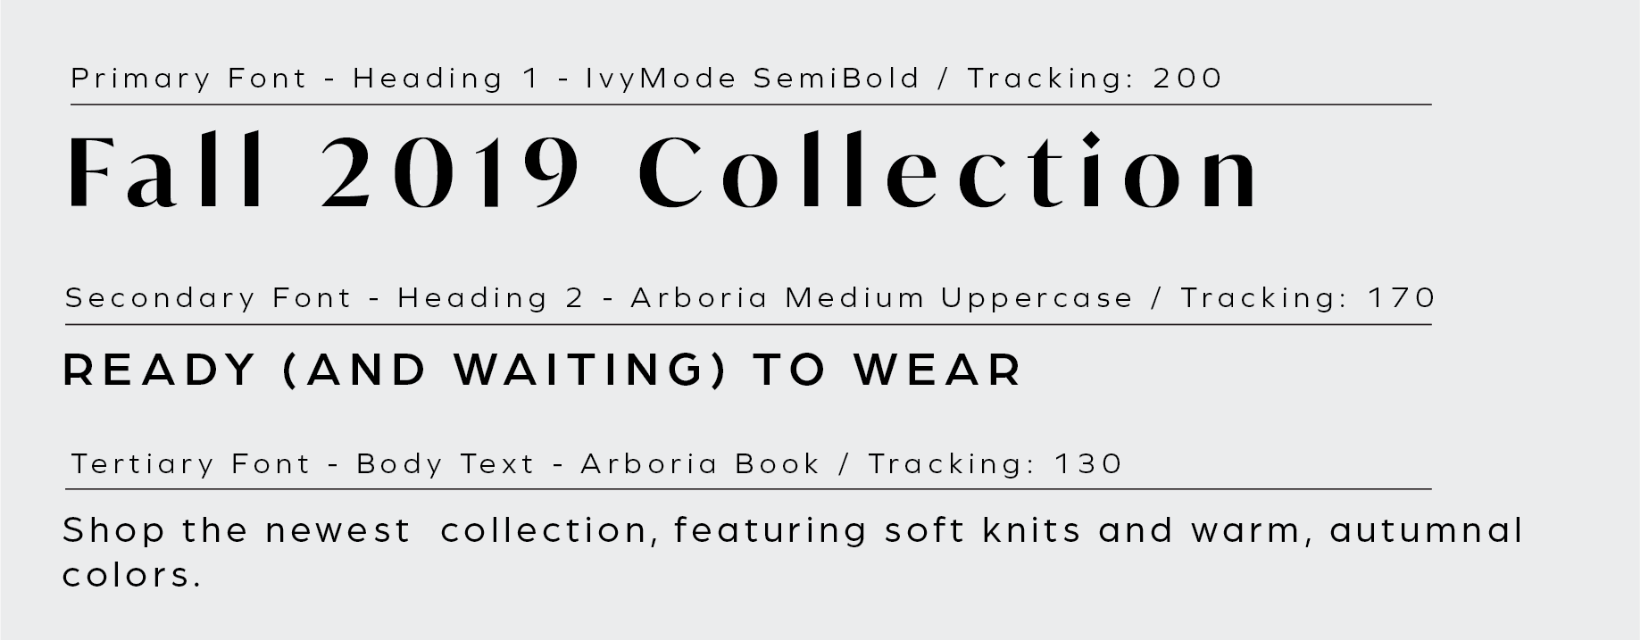 Primary Font - Heading 1 - IvyMode SemiBold / Tracking: 200
Fall 2019 Collection
Secondary Font - Heading 2 - Arboria Medium Uppercase / Tracking: 170
READY (AND WAITING) TO WEAR
Tertiary Font - Body Text - Arboria Book / Tracking: 130
Shop the newest  collection, featuring soft knits and warm, autumnal
colors.